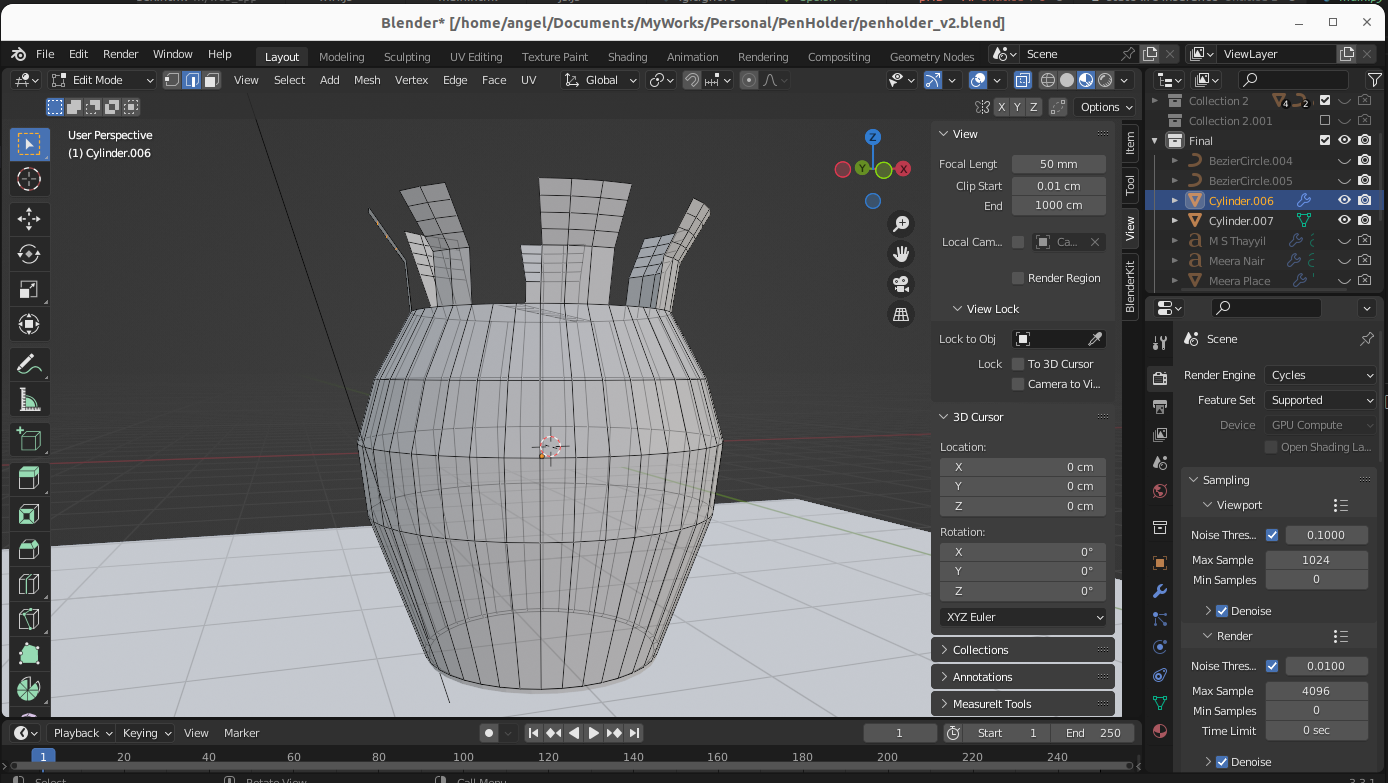 Blender* [/home/angel/Documents/MyWorks/Personal/PenHolder/penholder_v2.blend]
File Edit Render Window Help Layout Modeling Sculpting UV Editing Texture Paint Shading Animation Rendering Compositing Geometry Nodes Scene ViewLayer
Edit Mode View Select Add Mesh Vertex Edge Face UV Global
X Y Z Options
User Perspective
(1) Cylinder.006
Z
Y
X
View
Focal Lengt 50 mm
Clip Start 0.01 cm
End 1000 cm
Local Cam... Ca...
Render Region
View Lock
Lock to Obj
Lock To 3D Cursor
Camera to Vi...
3D Cursor
Location:
X 0 cm
Y 0 cm
Z 0 cm
Rotation:
X 0°
Y 0°
Z 0°
XYZ Euler
Collections
Annotations
MeasureIt Tools
Item
Tool
View
BlenderKit
Collection 2 4 2
Collection 2.001
Final
BezierCircle.004
BezierCircle.005
Cylinder.006
Cylinder.007
M S Thayyil
Meera Nair
Meera Place
Scene
Render Engine Cycles
Feature Set Supported
Device GPU Compute
Open Shading La...
Sampling
Viewport
Noise Thres... 0.1000
Max Sample 1024
Min Samples 0
Denoise
Render
Noise Thres... 0.0100
Max Sample 4096
Min Samples 0
Time Limit 0 sec
Denoise
Playback Keying View Marker 1 Start 1 End 250
1 20 40 60 80 100 120 140 160 180 200 220 240
Select Rotate View Call Menu